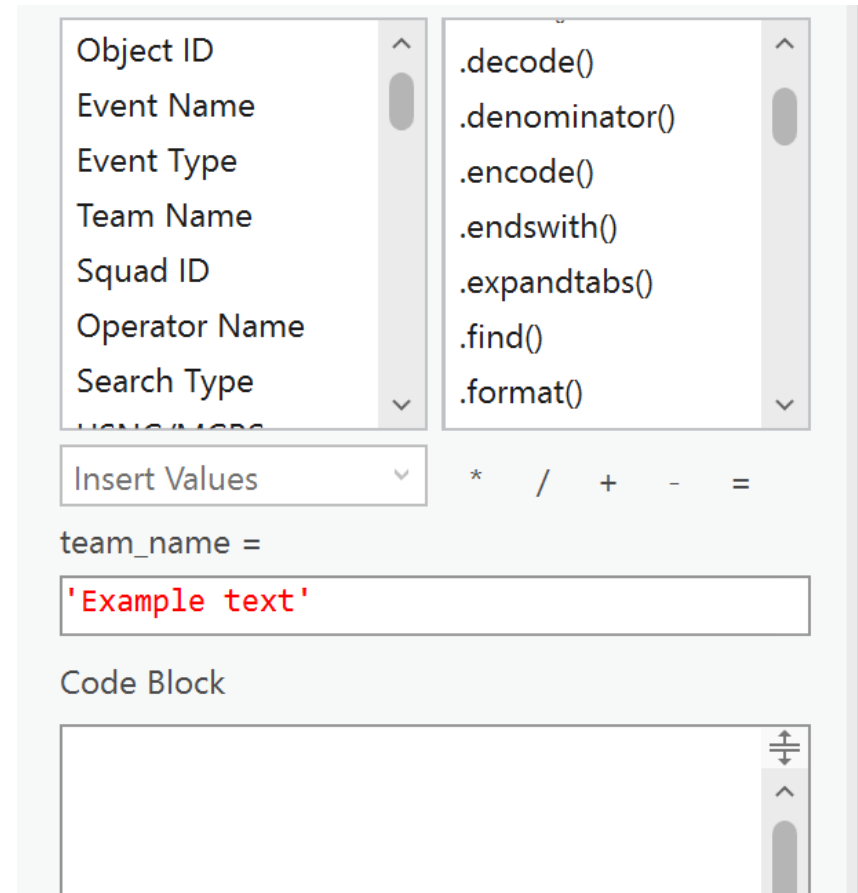 Object ID
Event Name
Event Type
Team Name
Squad ID
Operator Name
Search Type
.decode()
.denominator()
.encode()
.endswith()
.expandtabs()
.find()
.format()
Insert Values
* / + - =
team_name =
'Example text'
Code Block